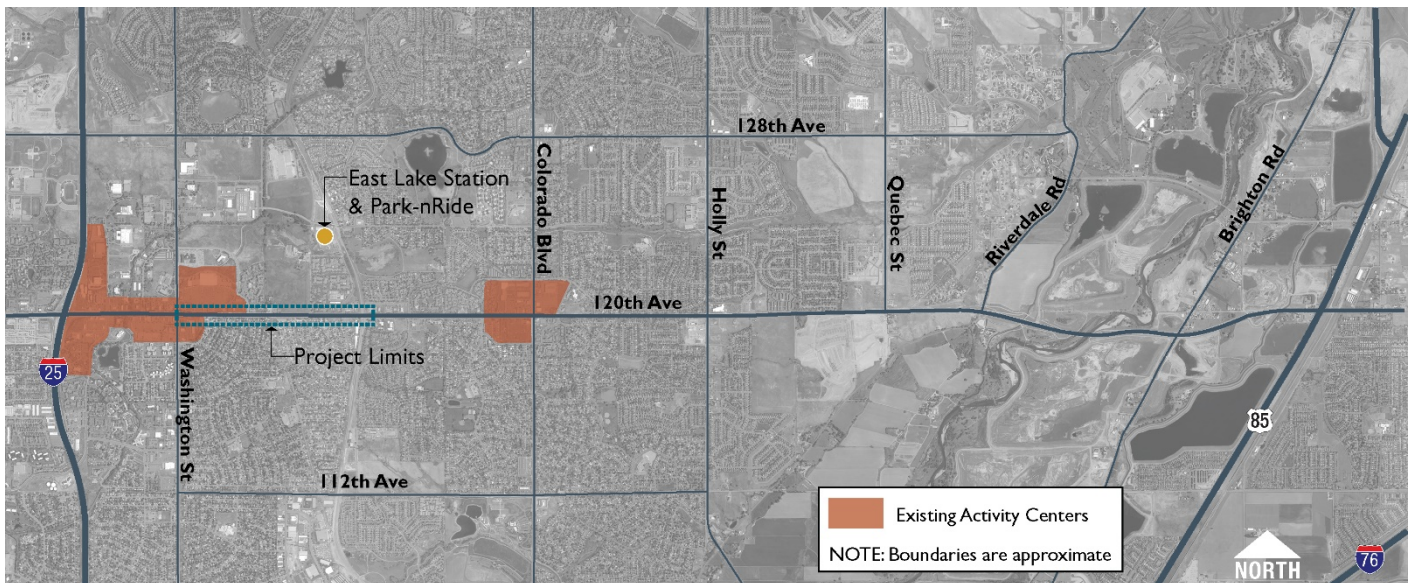 128th Ave
East Lake Station
& Park-nRide
Colorado Blvd
Holly St
Quebec St
Riverdale Rd
Brighton Rd
120th Ave
Project Limits
25
Washington St
85
112th Ave
Existing Activity Centers
NOTE: Boundaries are approximate
NORTH
76